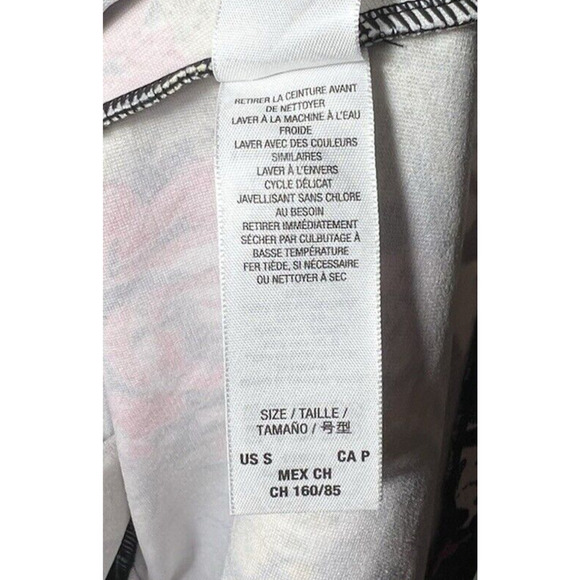 RETIRER LA CEINTURE AVANT
DE NETTOYER
LAVER À LA MACHINE À L'EAU
FROIDE
LAVER AVEC DES COULEURS
SIMILAIRES
LAVER À L'ENVERS
CYCLE DÉLICAT
JAVELLISANT SANS CHLORE
AU BESOIN
RETIRER IMMÉDIATEMENT
SÉCHER PAR CULBUTAGE À
BASSE TEMPÉRATURE
FER TIÈDE, SI NÉCESSAIRE
OU NETTOYER À SEC
SIZE / TAILLE /
TAMAÑO / 号型
US S CA P
MEX CH
CH 160/85